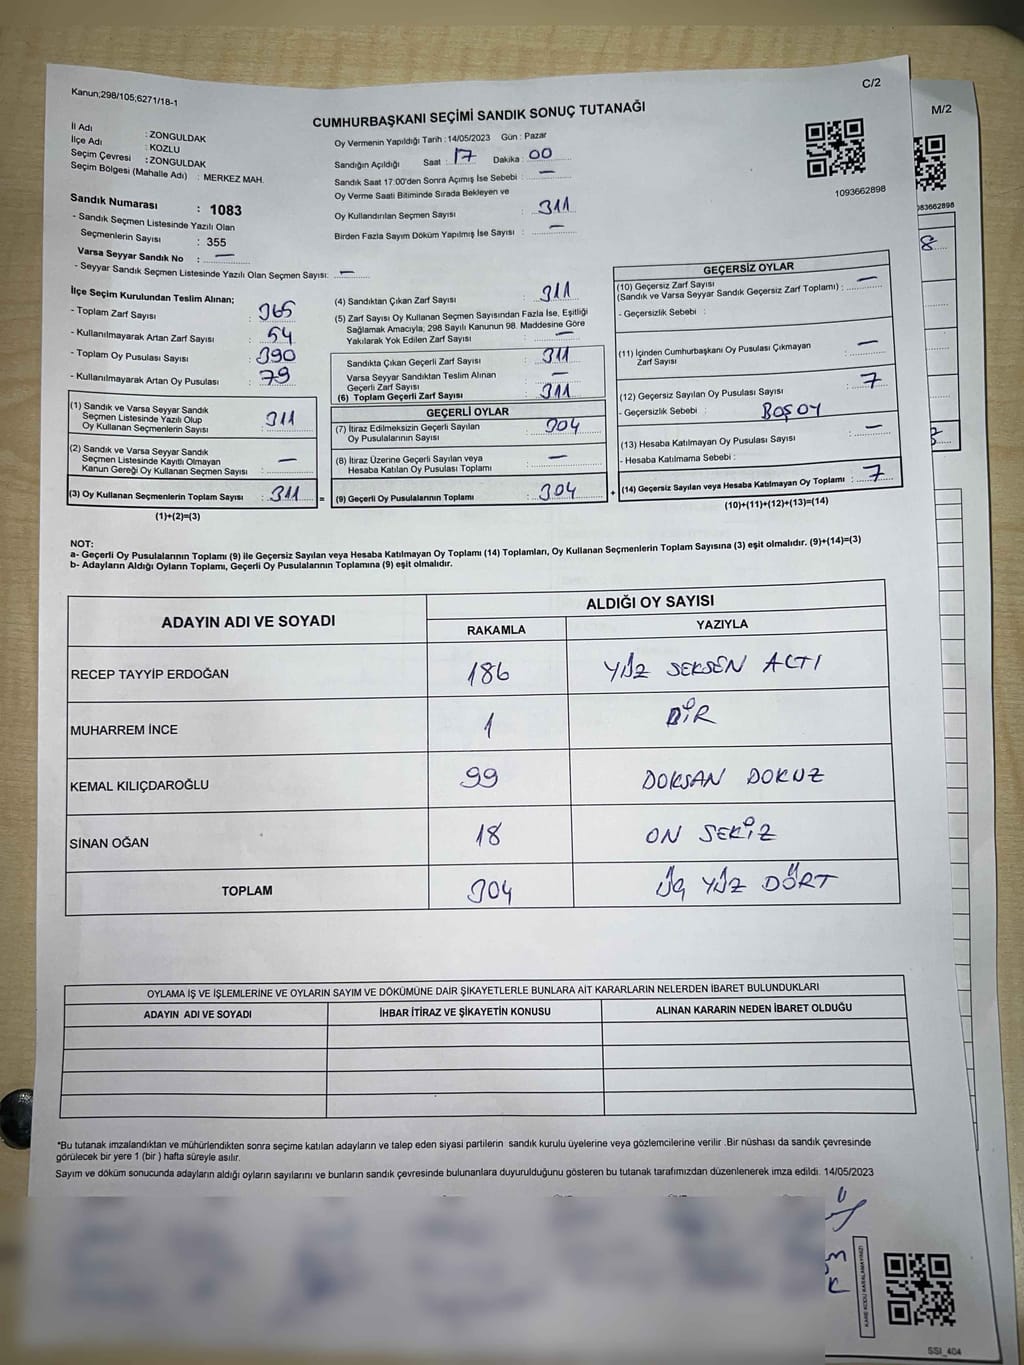 Kanun;298/105;6271/18-1
C/2
M/2
CUMHURBAŞKANI SEÇİMİ SANDIK SONUÇ TUTANAĞI
İl Adı : ZONGULDAK
İlçe Adı : KOZLU
Seçim Çevresi : ZONGULDAK
Seçim Bölgesi (Mahalle Adı) : MERKEZ MAH.
Sandık Numarası : 1083
- Sandık Seçmen Listesinde Yazılı Olan
Seçmenlerin Sayısı : 355
Varsa Seyyar Sandık No : —
- Seyyar Sandık Seçmen Listesinde Yazılı Olan Seçmen Sayısı: —
Oy Vermenin Yapıldığı Tarih : 14/05/2023 Gün : Pazar
Sandığın Açıldığı Saat : 17 Dakika : 00
Sandık Saat 17:00'den Sonra Açımış İse Sebebi : —
Oy Verme Saati Bitiminde Sırada Bekleyen ve
Oy Kullandırılan Seçmen Sayısı : 311
Birden Fazla Sayım Döküm Yapılmış İse Sayısı : —
1093662898
083662898
8
İlçe Seçim Kurulundan Teslim Alınan;
- Toplam Zarf Sayısı : 365
- Kullanılmayarak Artan Zarf Sayısı : 54
- Toplam Oy Pusulası Sayısı : 390
- Kullanılmayarak Artan Oy Pusulası : 79
(1) Sandık ve Varsa Seyyar Sandık
Seçmen Listesinde Yazılı Olup
Oy Kullanan Seçmenlerin Sayısı : 311
(2) Sandık ve Varsa Seyyar Sandık
Seçmen Listesinde Kayıtlı Olmayan
Kanun Gereği Oy Kullanan Seçmen Sayısı : —
(3) Oy Kullanan Seçmenlerin Toplam Sayısı : 311 =
(1)+(2)=(3)
(4) Sandıktan Çıkan Zarf Sayısı : 311
(5) Zarf Sayısı Oy Kullanan Seçmen Sayısından Fazla İse, Eşitliği
Sağlamak Amacıyla; 298 Sayılı Kanunun 98. Maddesine Göre
Yakılarak Yok Edilen Zarf Sayısı : —
Sandıkta Çıkan Geçerli Zarf Sayısı : 311
Varsa Seyyar Sandıktan Teslim Alınan
Geçerli Zarf Sayısı : —
(6) Toplam Geçerli Zarf Sayısı : 311
GEÇERLİ OYLAR
(7) İtiraz Edilmeksizin Geçerli Sayılan
Oy Pusulalarının Sayısı : 304
(8) İtiraz Üzerine Geçerli Sayılan veya
Hesaba Katılan Oy Pusulası Toplamı : —
(9) Geçerli Oy Pusulalarının Toplamı : 304 +
GEÇERSİZ OYLAR
(10) Geçersiz Zarf Sayısı
(Sandık ve Varsa Seyyar Sandık Geçersiz Zarf Toplamı) : —
- Geçersizlik Sebebi :
(11) İçinden Cumhurbaşkanı Oy Pusulası Çıkmayan
Zarf Sayısı : —
(12) Geçersiz Sayılan Oy Pusulası Sayısı : 7
- Geçersizlik Sebebi : BOŞ OY
(13) Hesaba Katılmayan Oy Pusulası Sayısı : —
- Hesaba Katılmama Sebebi :
(14) Geçersiz Sayılan veya Hesaba Katılmayan Oy Toplamı : 7
(10)+(11)+(12)+(13)=(14)
NOT:
a- Geçerli Oy Pusulalarının Toplamı (9) ile Geçersiz Sayılan veya Hesaba Katılmayan Oy Toplamı (14) Toplamları, Oy Kullanan Seçmenlerin Toplam Sayısına (3) eşit olmalıdır. (9)+(14)=(3)
b- Adayların Aldığı Oyların Toplamı, Geçerli Oy Pusulalarının Toplamına (9) eşit olmalıdır.
ADAYIN ADI VE SOYADI
ALDIĞI OY SAYISI
RAKAMLA YAZIYLA
RECEP TAYYİP ERDOĞAN 186 YÜZ SEKSEN ALTI
MUHARREM İNCE 1 BİR
KEMAL KILIÇDAROĞLU 99 DOKSAN DOKUZ
SİNAN OĞAN 18 ON SEKİZ
TOPLAM 304 ÜÇ YÜZ DÖRT
OYLAMA İŞ VE İŞLEMLERİNE VE OYLARIN SAYIM VE DÖKÜMÜNE DAİR ŞİKAYETLERLE BUNLARA AİT KARARLARIN NELERDEN İBARET BULUNDUKLARI
ADAYIN ADI VE SOYADI İHBAR İTİRAZ VE ŞİKAYETİN KONUSU ALINAN KARARIN NEDEN İBARET OLDUĞU
*Bu tutanak imzalandıktan ve mühürlendikten sonra seçime katılan adayların ve talep eden siyasi partilerin sandık kurulu üyelerine veya gözlemcilerine verilir .Bir nüshası da sandık çevresinde
görülecek bir yere 1 (bir ) hafta süreyle asılır.
Sayım ve döküm sonucunda adayların aldığı oyların sayılarını ve bunların sandık çevresinde bulunanlara duyurulduğunu gösteren bu tutanak tarafımızdan düzenlenerek imza edildi. 14/05/2023
KARE KODU KARALAMAYINIZ!
SSI_404